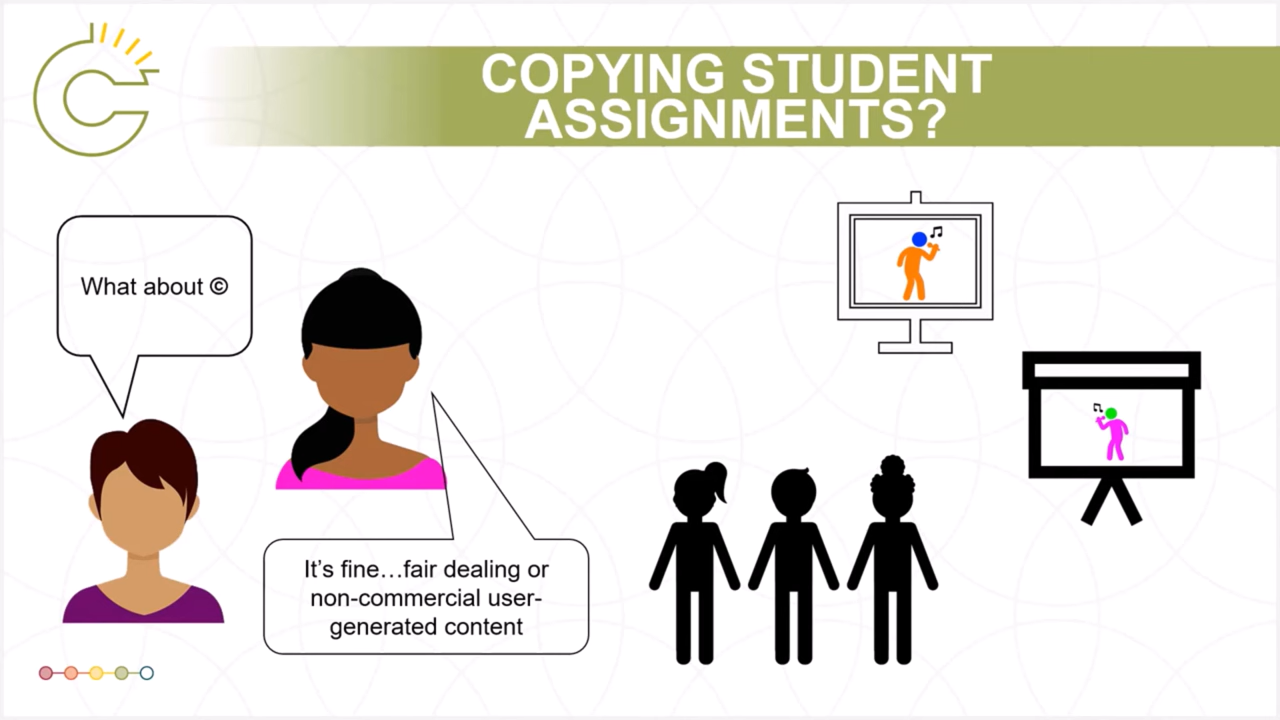 COPYING STUDENT
ASSIGNMENTS?
What about ©
It’s fine…fair dealing or
non-commercial user-
generated content